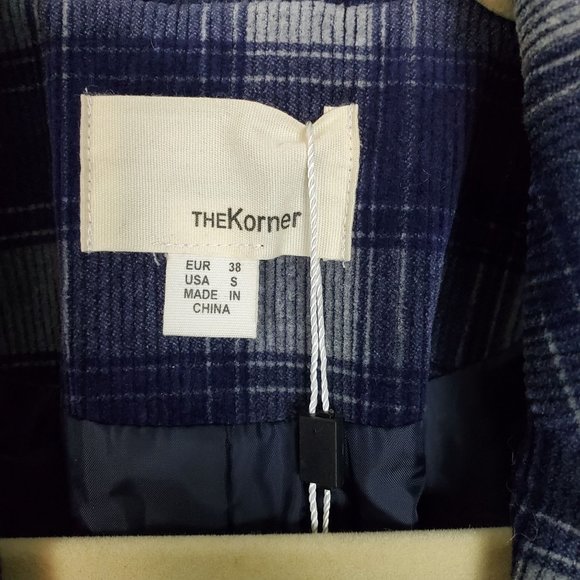 THEKorner
EUR 38
USA S
MADE IN
CHINA